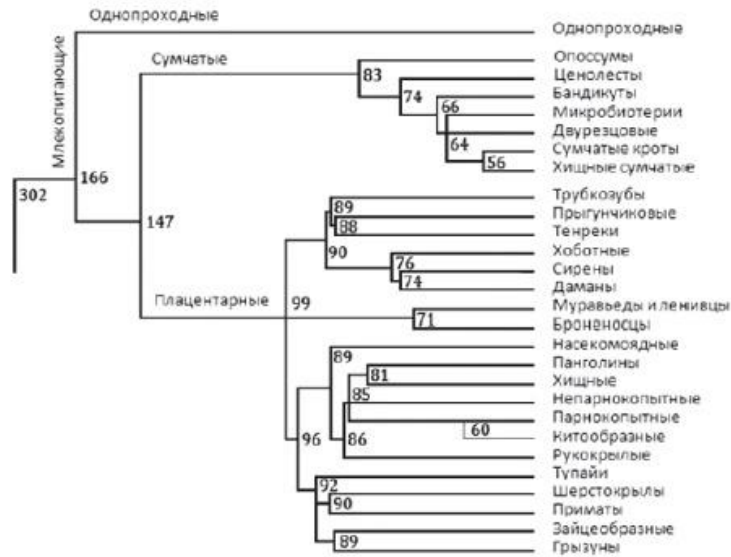 Однопроходные
Однопроходные
Млекопитающие
Сумчатые
Опоссумы
83
Ценолесты
74
Бандикуты
66
Микробиотерии
Двурезцовые
64
Сумчатые кроты
56
Хищные сумчатые
166
302
147
Трубкозубы
89
Прыгунчиковые
88
Тенреки
90
Хоботные
76
Сирены
74
Даманы
Плацентарные
99
Муравьеды и ленивцы
71
Броненосцы
Насекомоядные
89
Панголины
81
Хищные
85
Непарнокопытные
Парнокопытные
60
Китообразные
96
86
Рукокрылые
Тупайи
92
Шерстокрылы
90
Приматы
Зайцеобразные
89
Грызуны